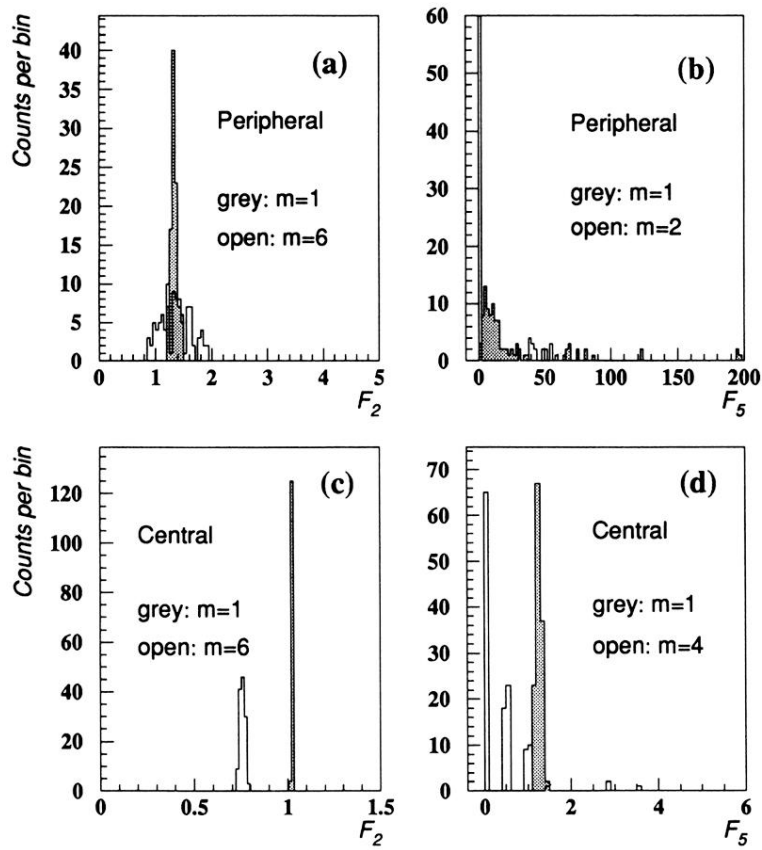 Counts per bin
(a)
Peripheral
grey: m=1
open: m=6
40
35
30
25
20
15
10
5
0
0 1 2 3 4 5
F2
(b)
Peripheral
grey: m=1
open: m=2
60
50
40
30
20
10
0
0 50 100 150 200
F5
Counts per bin
(c)
Central
grey: m=1
open: m=6
120
100
80
60
40
20
0
0 0.5 1 1.5
F2
(d)
Central
grey: m=1
open: m=4
70
60
50
40
30
20
10
0
0 2 4 6
F5